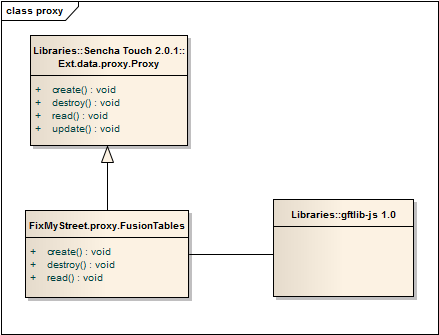 class proxy
Libraries::Sencha Touch 2.0.1::
Ext.data.proxy.Proxy
+ create() : void
+ destroy() : void
+ read() : void
+ update() : void
FixMyStreet.proxy.FusionTables
+ create() : void
+ destroy() : void
+ read() : void
Libraries::gftlib-js 1.0